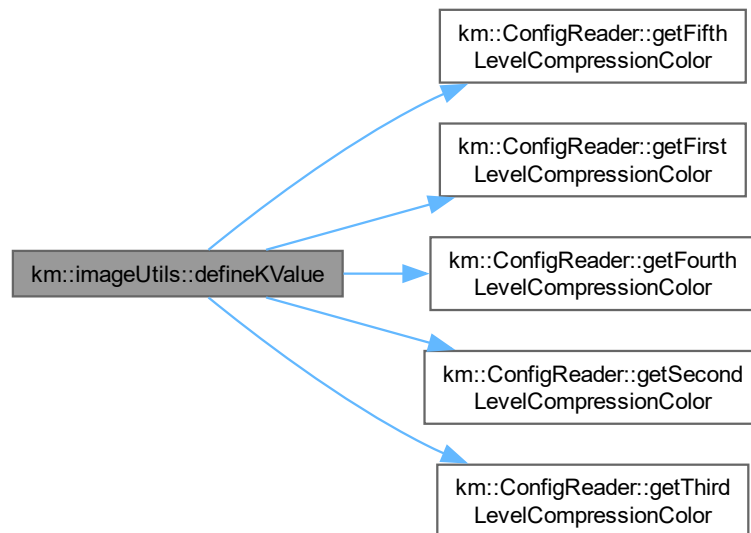 km::imageUtils::defineKValue
km::ConfigReader::getFifth
LevelCompressionColor
km::ConfigReader::getFirst
LevelCompressionColor
km::ConfigReader::getFourth
LevelCompressionColor
km::ConfigReader::getSecond
LevelCompressionColor
km::ConfigReader::getThird
LevelCompressionColor